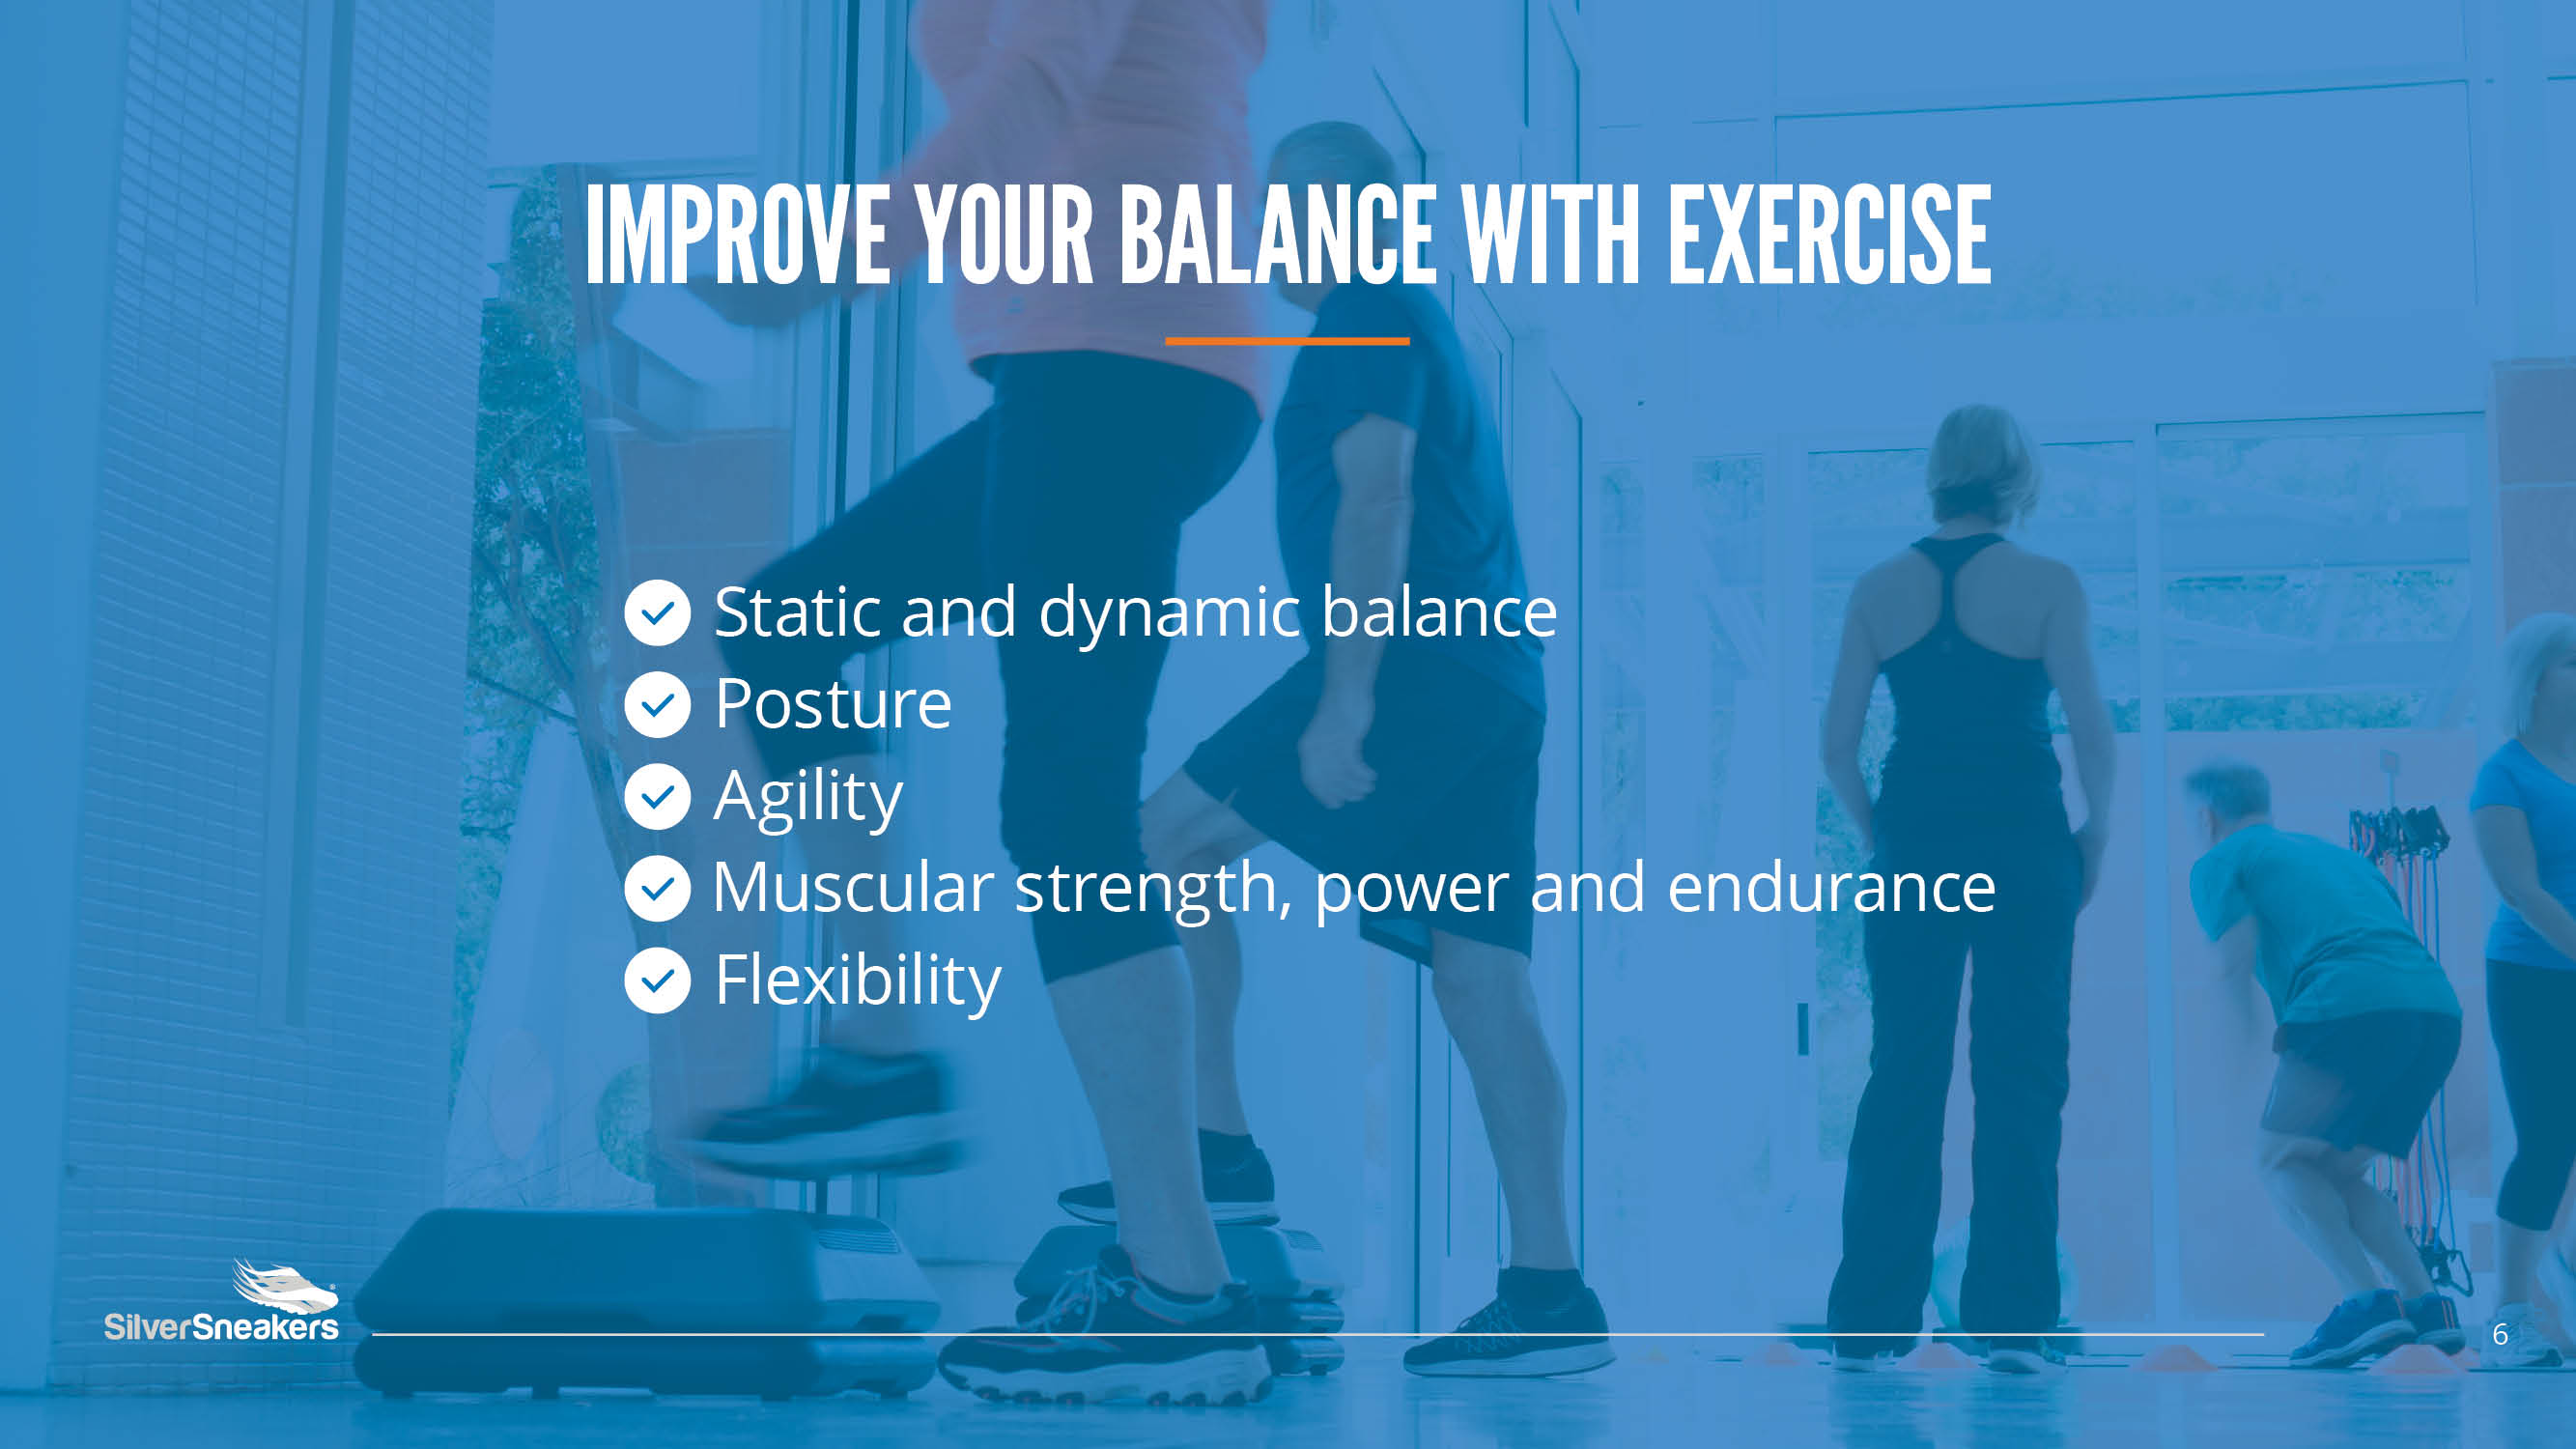 IMPROVE YOUR BALANCE WITH EXERCISE
Static and dynamic balance
Posture
Agility
Muscular strength, power and endurance
Flexibility
SilverSneakers®
6